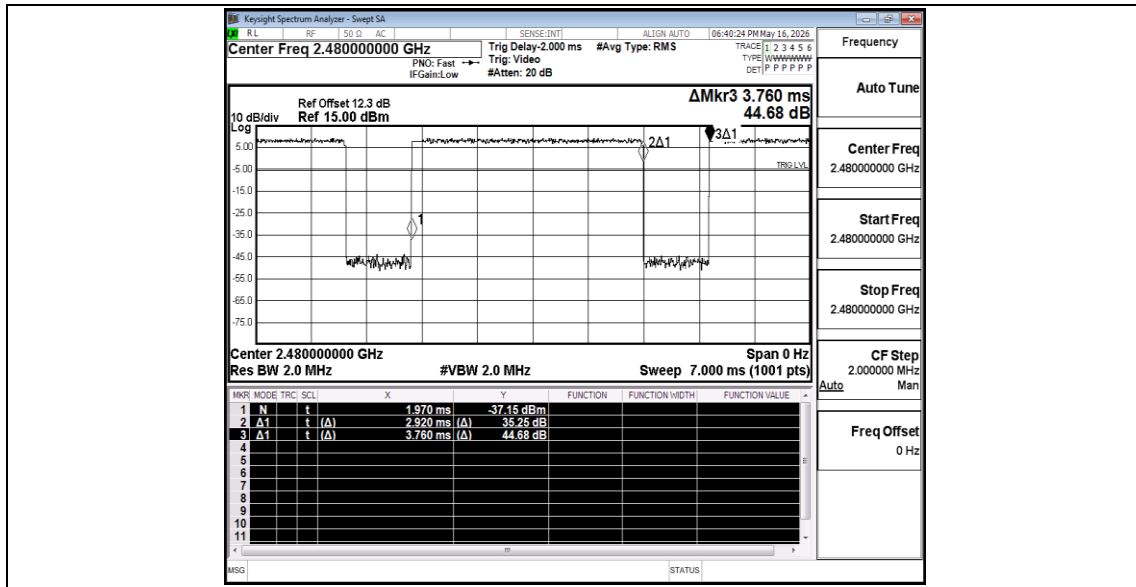 Keysight Spectrum Analyzer - Swept SA
LXI RL RF 50 Ω AC SENSE:INT ALIGN AUTO 06:40:24 PM May 16, 2026
Center Freq 2.480000000 GHz
PNO: Fast
IFGain:Low
Trig Delay-2.000 ms
Trig: Video
#Atten: 20 dB
#Avg Type: RMS
TRACE 1 2 3 4 5 6
TYPE WWWWWW
DET P P P P P P
ΔMkr3 3.760 ms
44.68 dB
10 dB/div
Log
Ref Offset 12.3 dB
Ref 15.00 dBm
5.00
-5.00
-15.0
-25.0
-35.0
-45.0
-55.0
-65.0
-75.0
1
2Δ1
3Δ1
TRIG LVL
Center 2.480000000 GHz
Span 0 Hz
Res BW 2.0 MHz
#VBW 2.0 MHz
Sweep 7.000 ms (1001 pts)
MKR MODE TRC SCL X Y FUNCTION FUNCTION WIDTH FUNCTION VALUE
1 N t 1.970 ms -37.15 dBm
2 Δ1 t (Δ) 2.920 ms (Δ) 35.25 dB
3 Δ1 t (Δ) 3.760 ms (Δ) 44.68 dB
4
5
6
7
8
9
10
11
MSG
STATUS
Frequency
Auto Tune
Center Freq
2.480000000 GHz
Start Freq
2.480000000 GHz
Stop Freq
2.480000000 GHz
CF Step
2.000000 MHz
Auto Man
Freq Offset
0 Hz